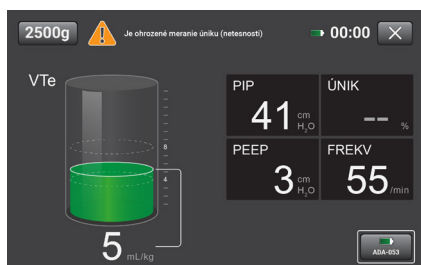 2500g
Je ohrozené meranie úniku (netesnosti)
00:00
VTe
8
4
5 mL/kg
PIP
41 cm H₂O
ÚNIK
-- %
PEEP
3 cm H₂O
FREKV
55 /min
ADA-053